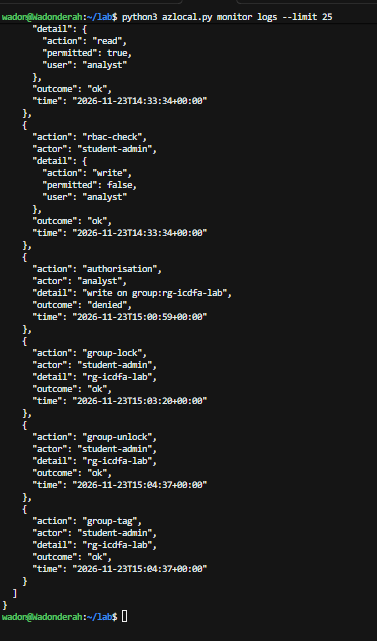 wadon@Wadonderah:~/lab$ python3 azlocal.py monitor logs --limit 25
      "detail": {
        "action": "read",
        "permitted": true,
        "user": "analyst"
      },
      "outcome": "ok",
      "time": "2026-11-23T14:33:34+00:00"
    },
    {
      "action": "rbac-check",
      "actor": "student-admin",
      "detail": {
        "action": "write",
        "permitted": false,
        "user": "analyst"
      },
      "outcome": "ok",
      "time": "2026-11-23T14:33:34+00:00"
    },
    {
      "action": "authorisation",
      "actor": "analyst",
      "detail": "write on group:rg-icdfa-lab",
      "outcome": "denied",
      "time": "2026-11-23T15:00:59+00:00"
    },
    {
      "action": "group-lock",
      "actor": "student-admin",
      "detail": "rg-icdfa-lab",
      "outcome": "ok",
      "time": "2026-11-23T15:03:20+00:00"
    },
    {
      "action": "group-unlock",
      "actor": "student-admin",
      "detail": "rg-icdfa-lab",
      "outcome": "ok",
      "time": "2026-11-23T15:04:37+00:00"
    },
    {
      "action": "group-tag",
      "actor": "student-admin",
      "detail": "rg-icdfa-lab",
      "outcome": "ok",
      "time": "2026-11-23T15:04:37+00:00"
    }
  ]
}
wadon@Wadonderah:~/lab$